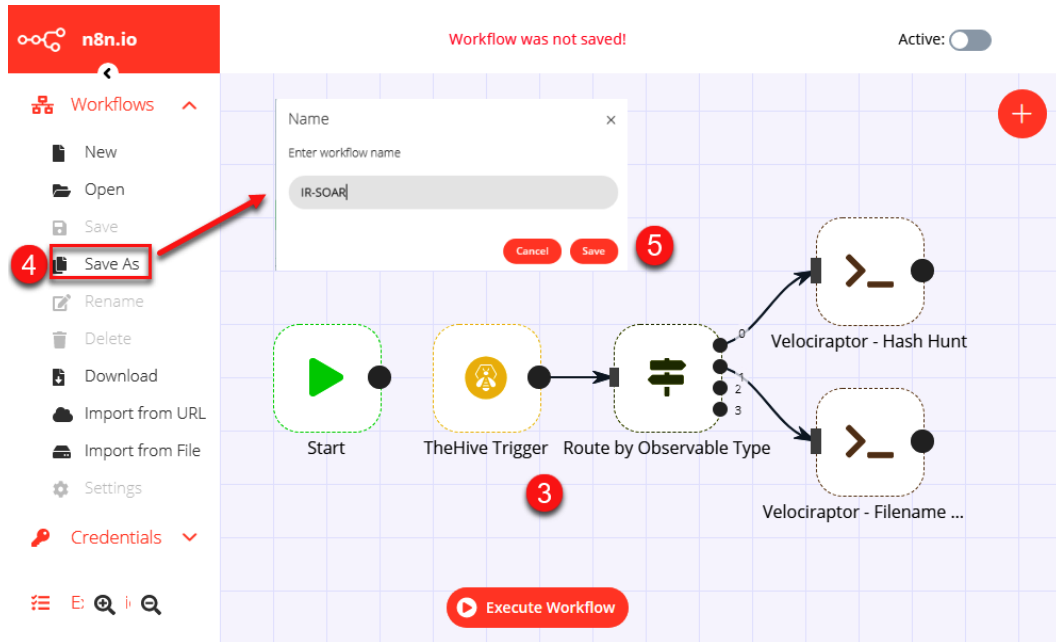 n8n.io
Workflow was not saved!
Active:
Workflows
New
Open
Save
4
Save As
Rename
Delete
Download
Import from URL
Import from File
Settings
Credentials
Name
×
Enter workflow name
IR-SOAR
Cancel
Save
5
Start
TheHive Trigger
Route by Observable Type
0
1
2
3
Velociraptor - Hash Hunt
Velociraptor - Filename ...
3
Execute Workflow